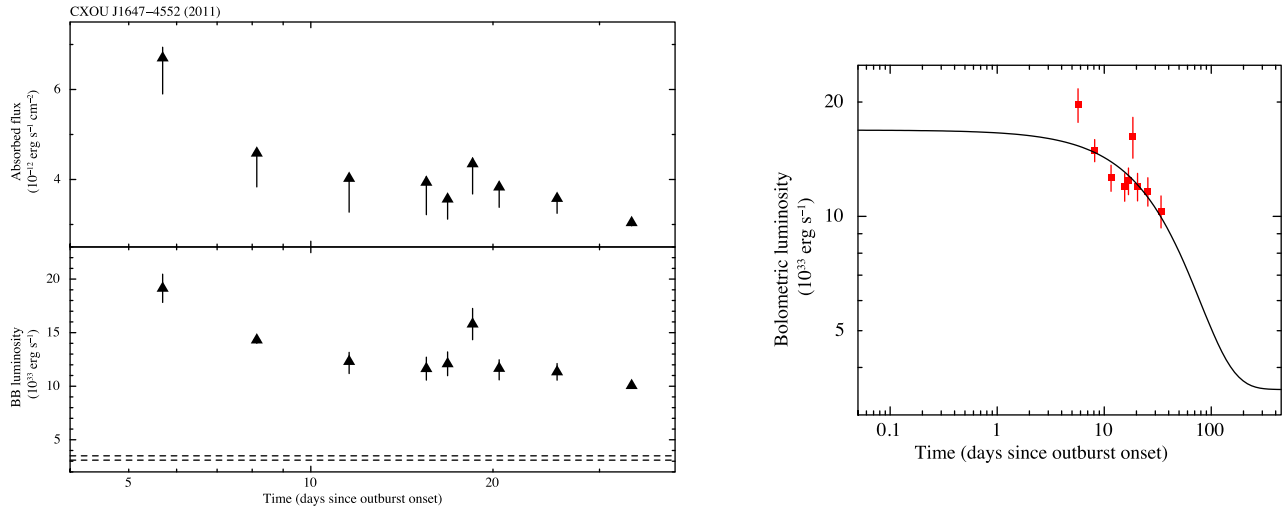 CXOU J1647−4552 (2011)
Absorbed flux
(10⁻¹² erg s⁻¹ cm⁻²)
6
4
BB luminosity
(10³³ erg s⁻¹)
20
15
10
5
5
10
20
Time (days since outburst onset)
Bolometric luminosity
(10³³ erg s⁻¹)
20
10
5
0.1
1
10
100
Time (days since outburst onset)